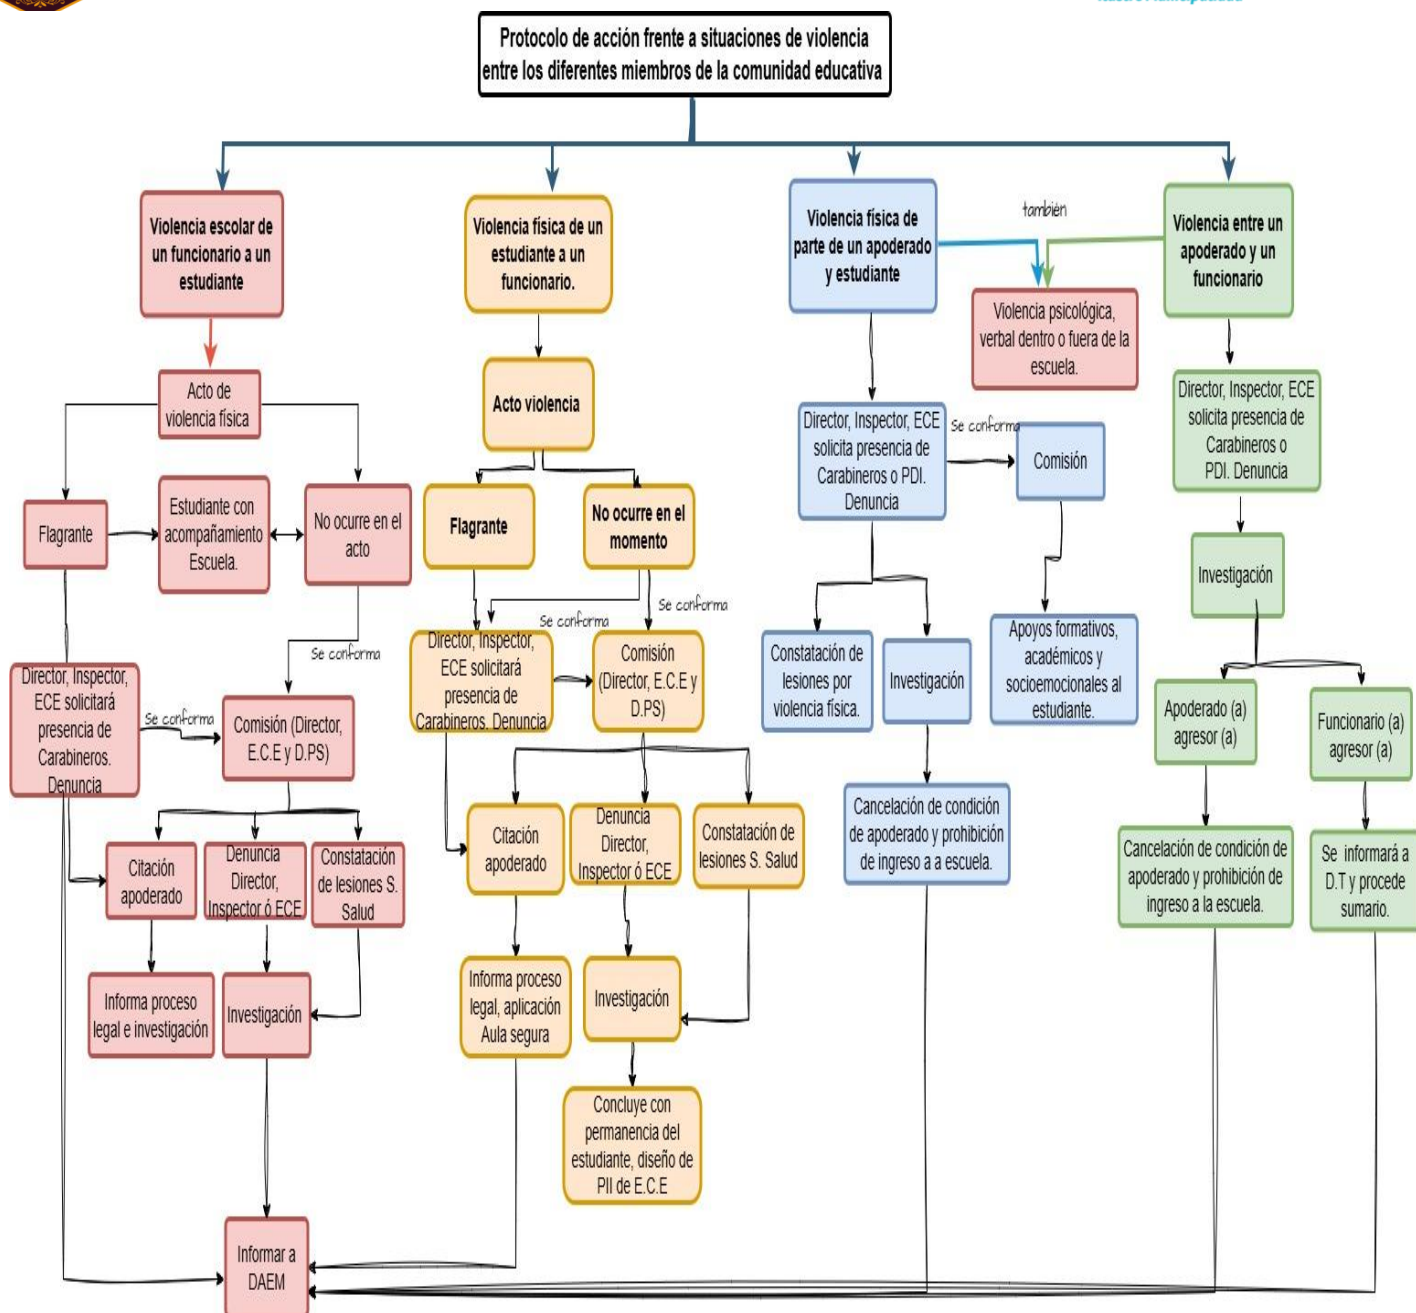 Protocolo de acción frente a situaciones de violencia
entre los diferentes miembros de la comunidad educativa
Violencia escolar de
un funcionario a un
estudiante
Acto de
violencia física
Flagrante
Estudiante con
acompañamiento
Escuela.
No ocurre en el
acto
Se conforma
Director, Inspector,
ECE solicitará
presencia de
Carabineros.
Denuncia
Se conforma
Comisión (Director,
E.C.E y D.PS)
Citación
apoderado
Denuncia
Director,
Inspector ó ECE
Constatación
de lesiones S.
Salud
Informa proceso
legal e investigación
Investigación
Informar a
DAEM
Violencia física de un
estudiante a un
funcionario.
Acto violencia
Flagrante
No ocurre en el
momento
Se conforma
Se conforma
Director, Inspector,
ECE solicitará
presencia de
Carabineros. Denuncia
Comisión
(Director, E.C.E y
D.PS)
Citación
apoderado
Denuncia
Director,
Inspector ó ECE
Constatación de
lesiones S. Salud
Informa proceso
legal, aplicación
Aula segura
Investigación
Concluye con
permanencia del
estudiante, diseño de
PII de E.C.E
Violencia física de
parte de un apoderado
y estudiante
también
Violencia psicológica,
verbal dentro o fuera de la
escuela.
Director, Inspector, ECE
solicita presencia de
Carabineros o PDI.
Denuncia
Se conforma
Comisión
Constatación de
lesiones por
violencia física.
Investigación
Apoyos formativos,
académicos y
socioemocionales al
estudiante.
Cancelación de condición
de apoderado y prohibición
de ingreso a a escuela.
Violencia entre un
apoderado y un
funcionario
Director, Inspector, ECE
solicita presencia de
Carabineros o
PDI. Denuncia
Investigación
Apoderado (a)
agresor (a)
Funcionario (a)
agresor (a)
Cancelación de condición de
apoderado y prohibición de
ingreso a la escuela.
Se informará a
D.T y procede
sumario.